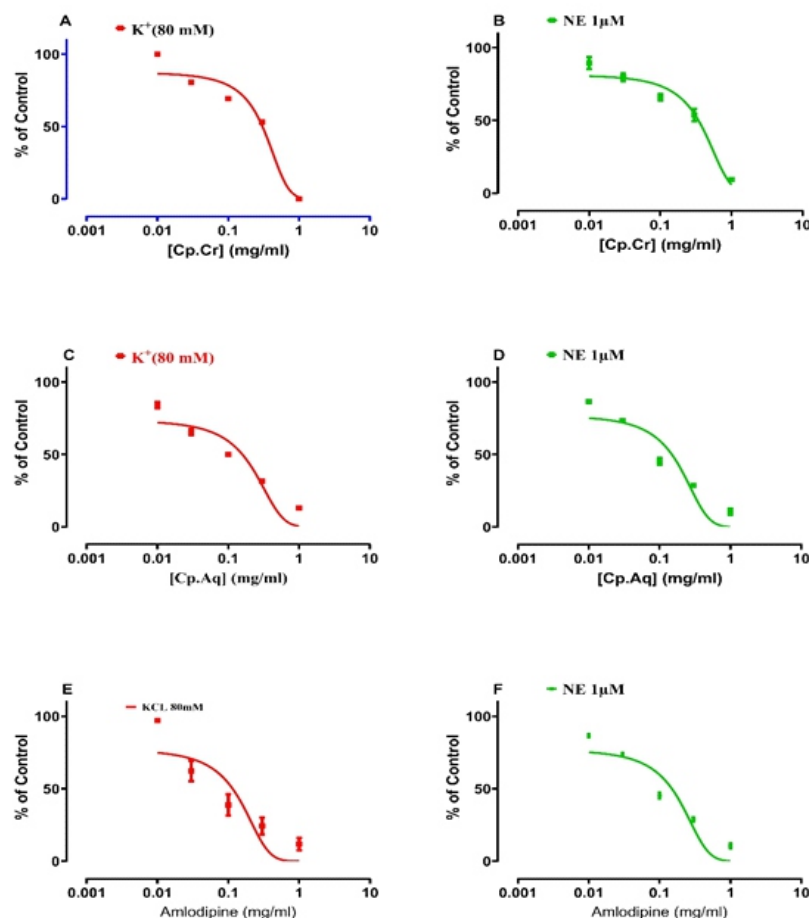 A
K⁺(80 mM)
% of Control
100
50
0
0.001 0.01 0.1 1 10
[Cp.Cr] (mg/ml)
B
NE 1µM
% of Control
100
50
0
0.001 0.01 0.1 1 10
[Cp.Cr] (mg/ml)
C
K⁺(80 mM)
% of Control
100
50
0
0.001 0.01 0.1 1 10
[Cp.Aq] (mg/ml)
D
NE 1µM
% of Control
100
50
0
0.001 0.01 0.1 1 10
[Cp.Aq] (mg/ml)
E
KCL 80mM
% of Control
100
50
0
0.001 0.01 0.1 1 10
Amlodipine (mg/ml)
F
NE 1µM
% of Control
100
50
0
0.001 0.01 0.1 1 10
Amlodipine (mg/ml)